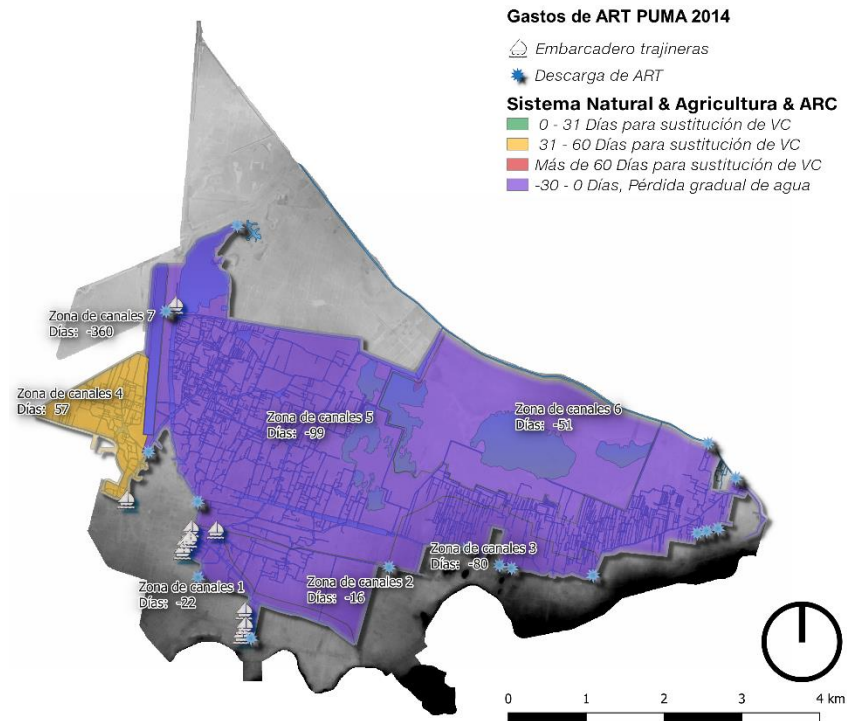 Gastos de ART PUMA 2014
Embarcadero trajineras
Descarga de ART
Sistema Natural & Agricultura & ARC
0 - 31 Días para sustitución de VC
31 - 60 Días para sustitución de VC
Más de 60 Días para sustitución de VC
-30 - 0 Días, Pérdida gradual de agua
Zona de canales 7
Días: -360
Zona de canales 4
Días: 57
Zona de canales 5
Días: -99
Zona de canales 6
Días: -51
Zona de canales 3
Días: -80
Zona de canales 1
Días: -22
Zona de canales 2
Días: -16
0 1 2 3 4 km